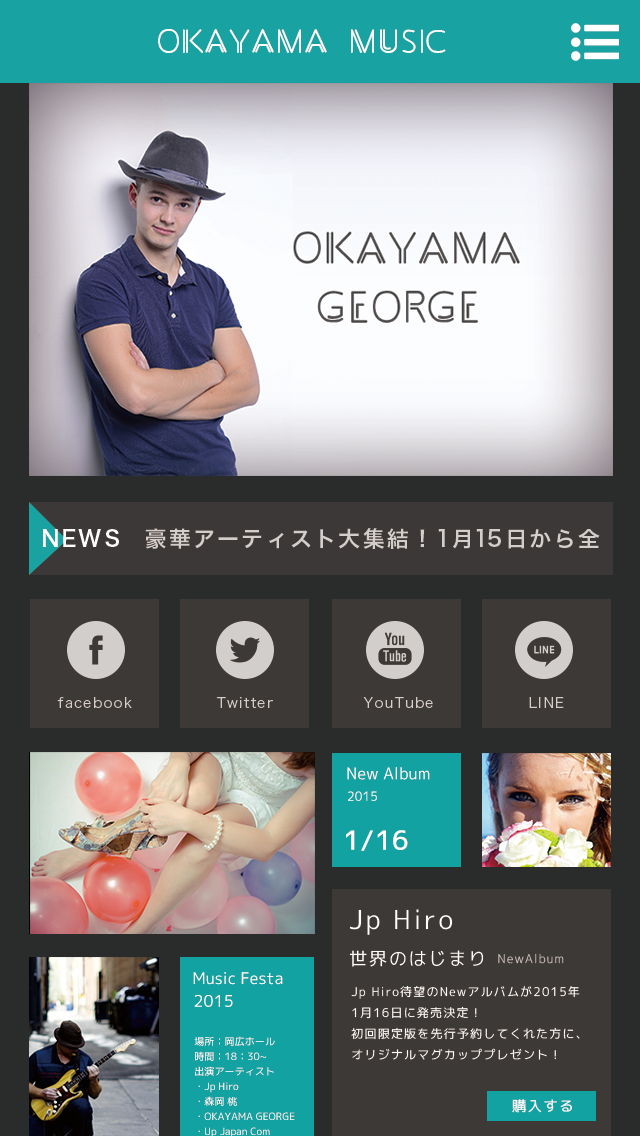 OKAYAMA MUSIC
OKAYAMA
GEORGE
NEWS 豪華アーティスト大集結！1月15日から全
facebook
Twitter
You
Tube
YouTube
LINE
LINE
New Album
2015
1/16
Jp Hiro
世界のはじまり NewAlbum
Jp Hiro待望のNewアルバムが2015年
1月16日に発売決定！
初回限定版を先行予約してくれた方に、
オリジナルマグカッププレゼント！
購入する
Music Festa
2015
場所：岡広ホール
時間：18：30~
出演アーティスト
・Jp Hiro
・森岡 桃
・OKAYAMA GEORGE
・Up Japan Com